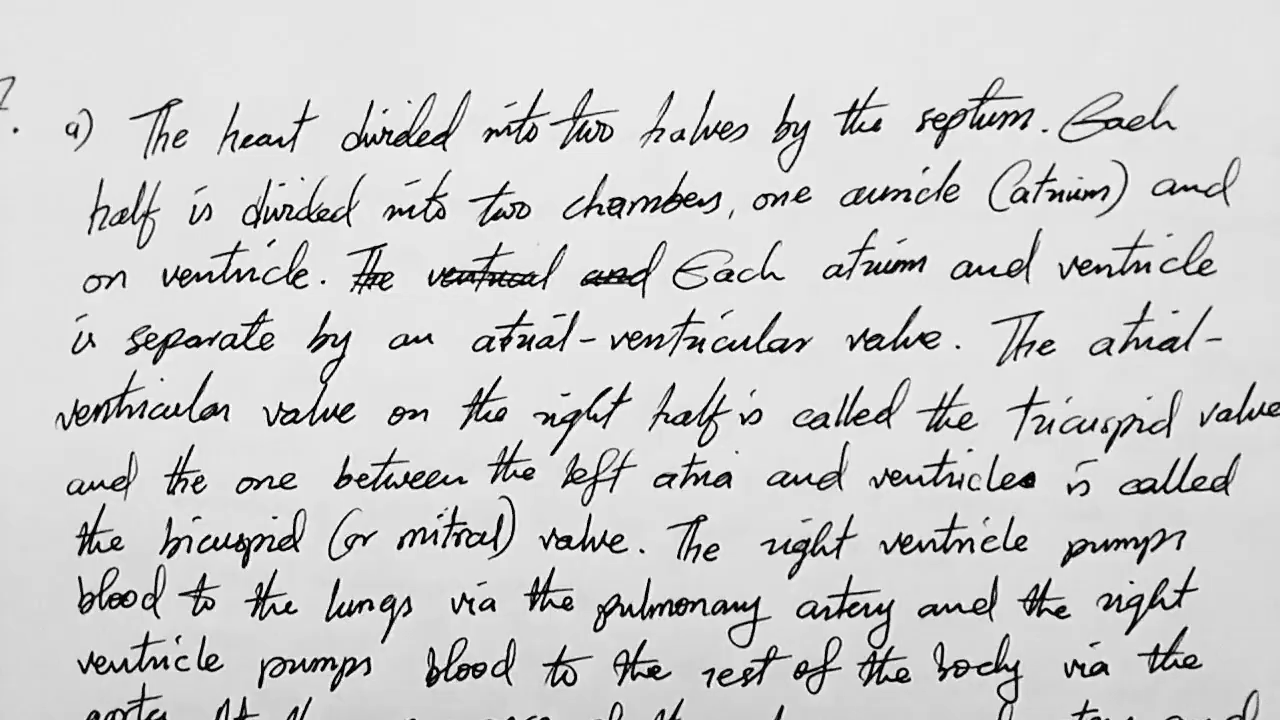 a) The heart divided into two halves by the septum. Each
half is divided into two chambers, one auricle (atrium) and
on ventricle. The ventrical and Each atrium and ventricle
is separate by an atrial-ventricular valve. The atrial-
ventricular valve on the right half is called the tricuspid valve
and the one between the left atria and ventricle is called
the bicuspid (or mitral) valve. The right ventricle pumps
blood to the lungs via the pulmonary artery and the right
ventricle pumps blood to the rest of the body via the